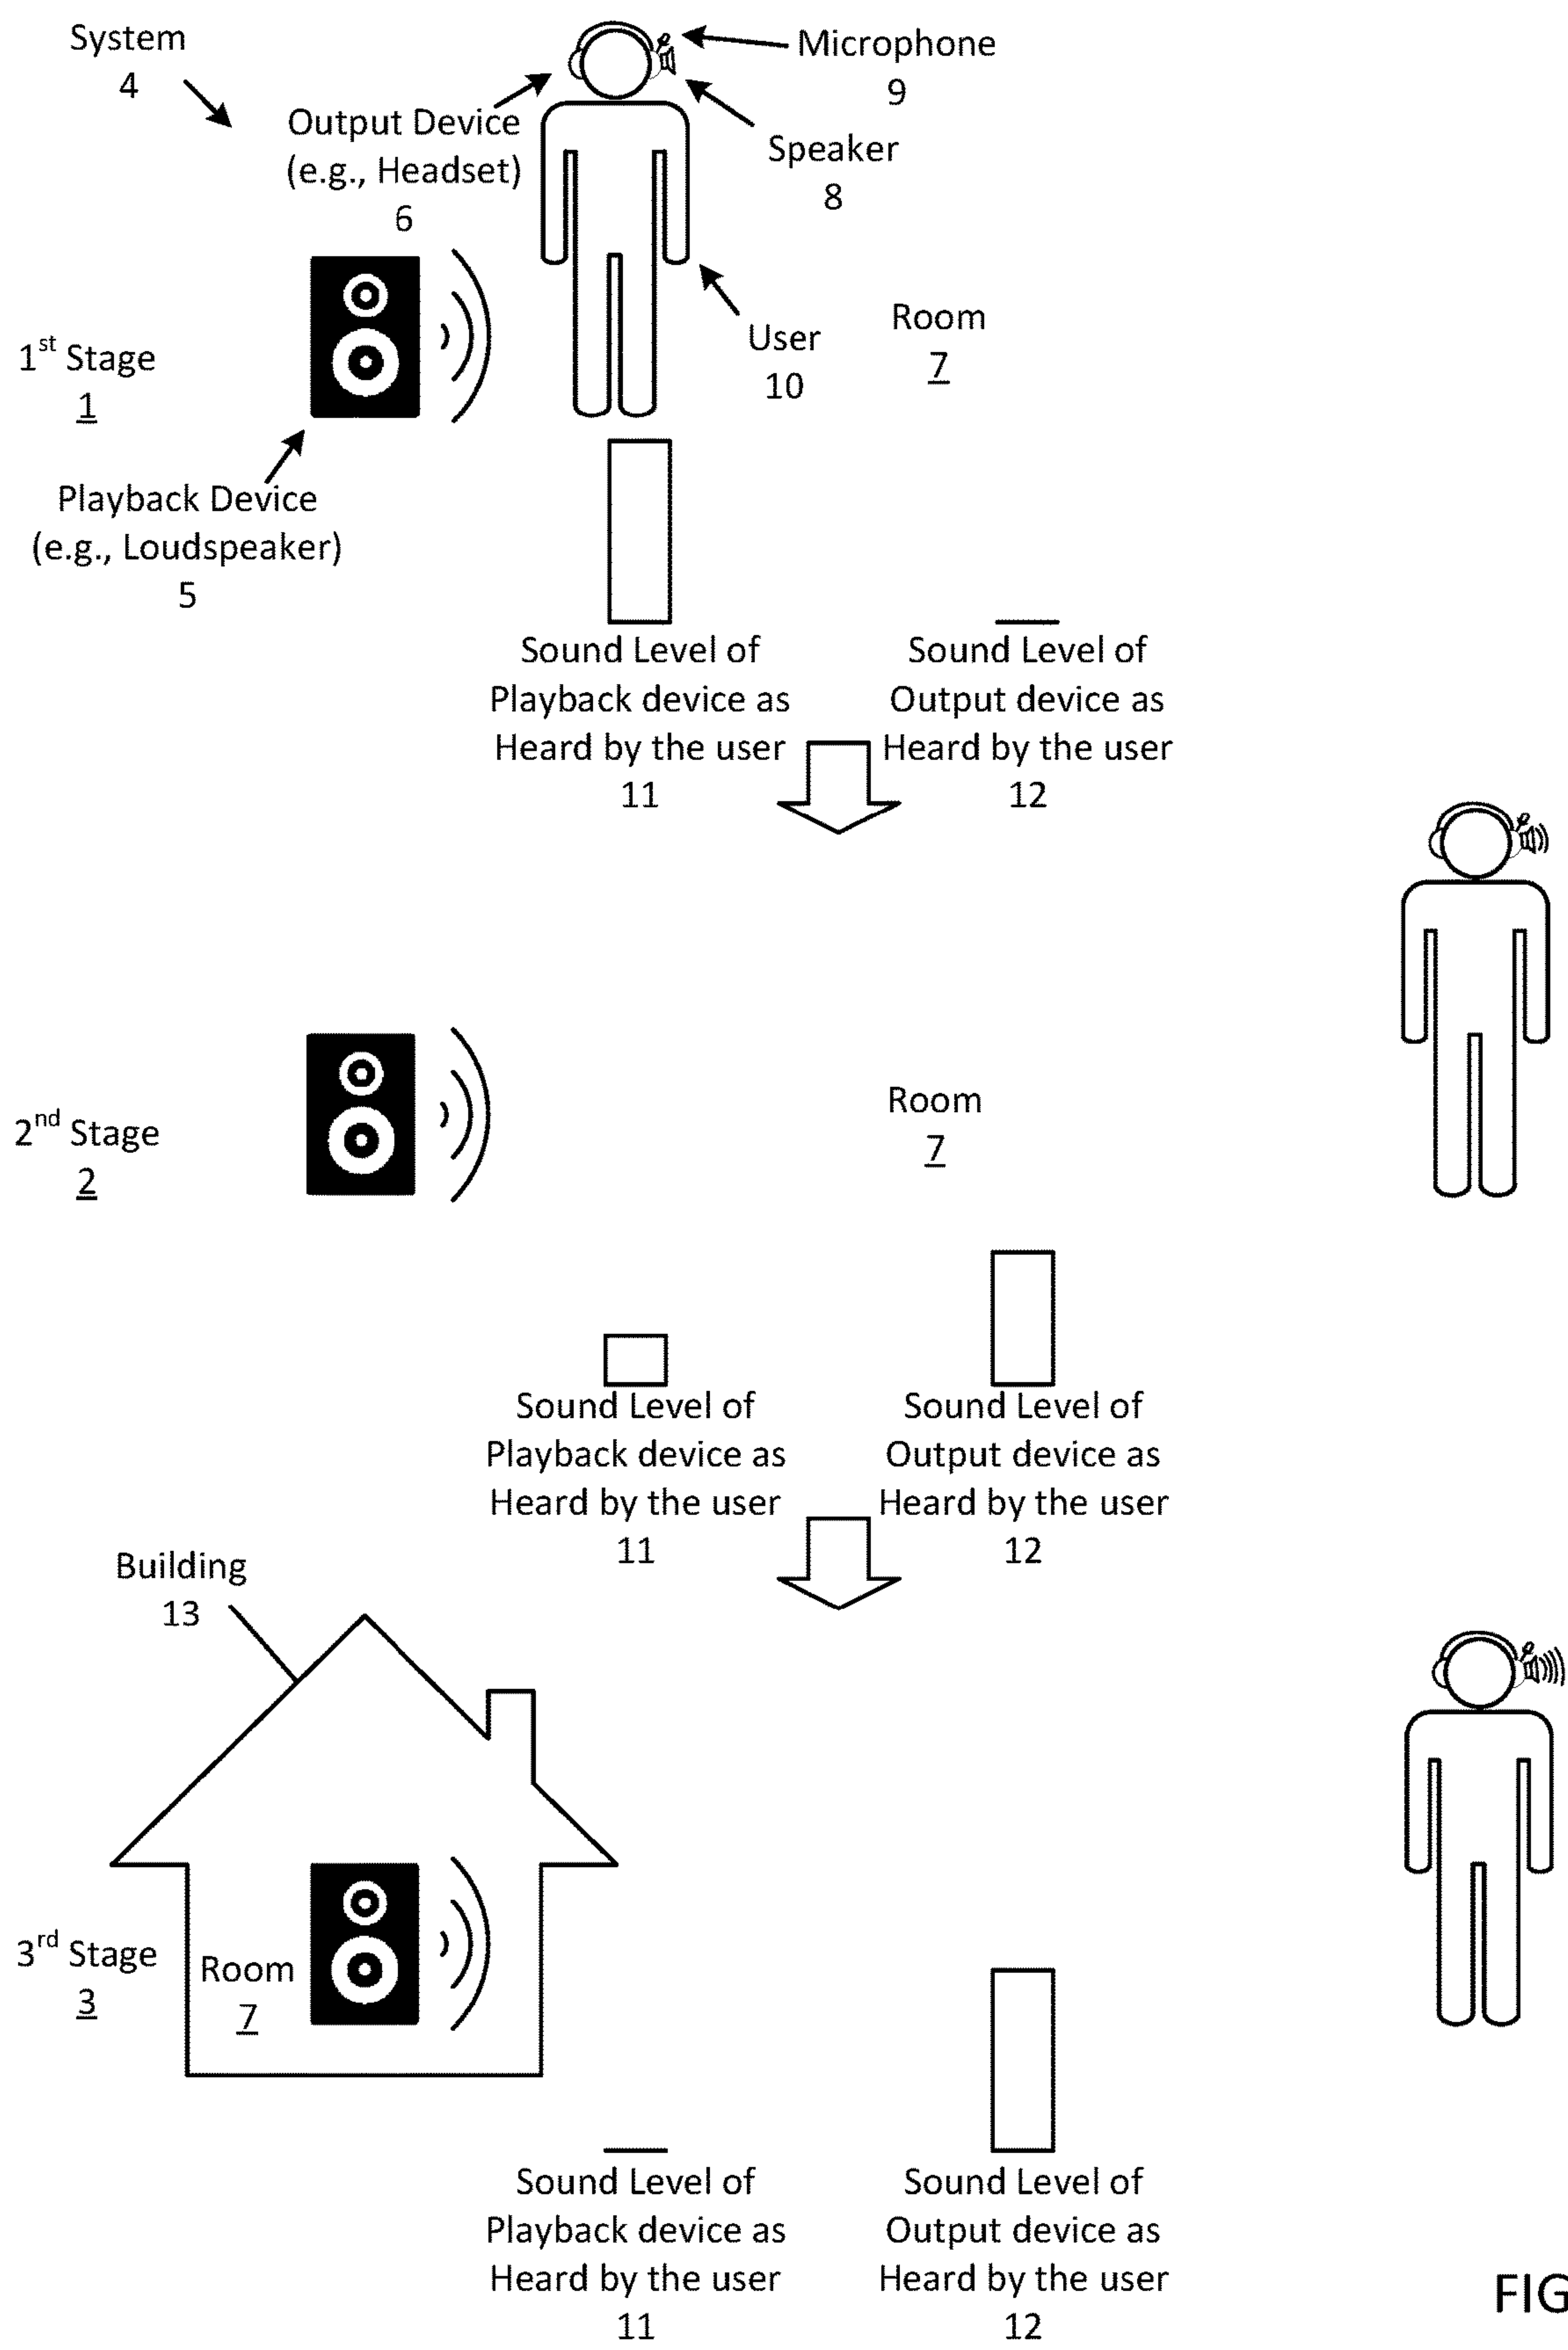 System
4
Microphone
9
Output Device
(e.g., Headset)
6
Speaker
8
User
10
Room
7
1st Stage
1
Playback Device
(e.g., Loudspeaker)
5
Sound Level of
Playback device as
Heard by the user
11
Sound Level of
Output device as
Heard by the user
12
2nd Stage
2
Room
7
Sound Level of
Playback device as
Heard by the user
11
Sound Level of
Output device as
Heard by the user
12
Building
13
3rd Stage
3
Room
7
Sound Level of
Playback device as
Heard by the user
11
Sound Level of
Output device as
Heard by the user
12
FIG